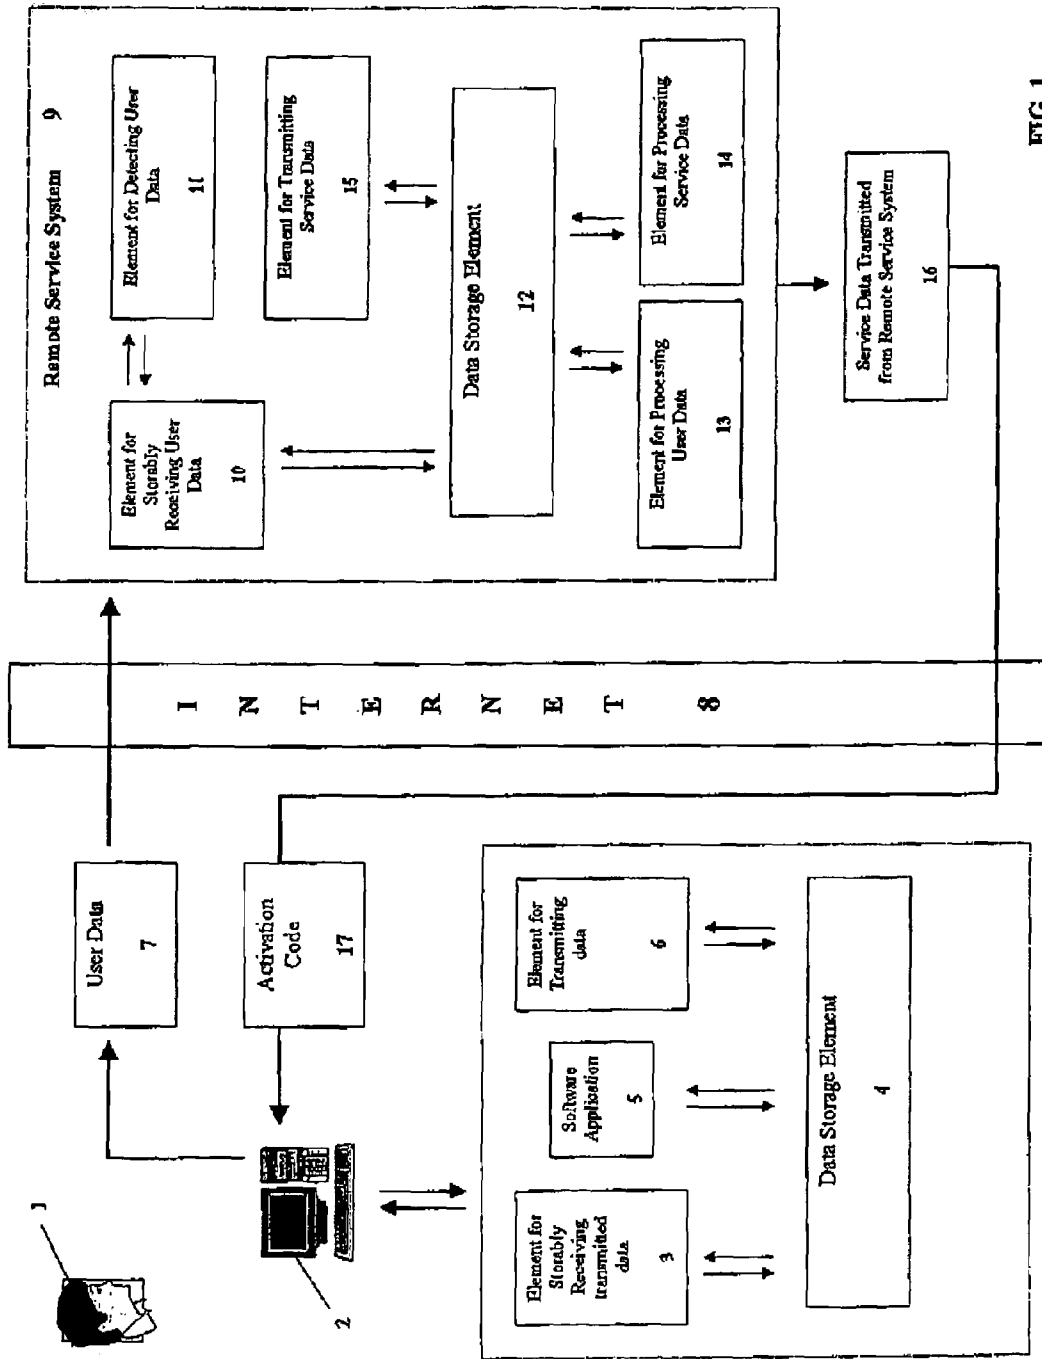 1
2
User Data
7
Activation
Code
17
Element for
Storably
Receiving
transmitted
data
3
Software
Application
5
Element for
Transmitting
data
6
Data Storage Element
4
I N T E R N E T 8
Remote Service System 9
Element for
Storably
Receiving User
Data
10
Element for Detecting User
Data
11
Element for Transmitting
Service Data
15
Data Storage Element
12
Element for Processing
User Data
13
Element for Processing
Service Data
14
Service Data Transmitted
from Remote Service System
16
FIG 1